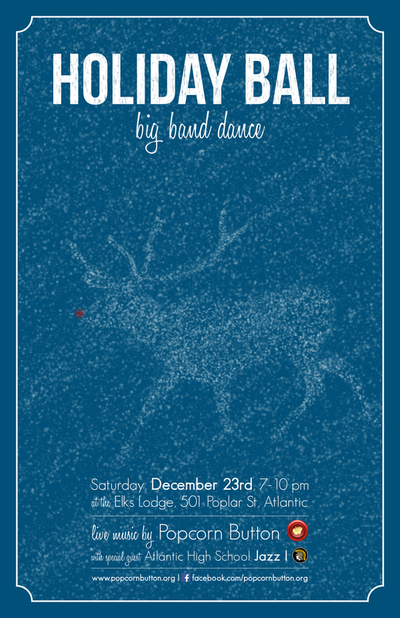 HOLIDAY BALL
big band dance
Saturday, December 23rd, 7-10 pm
at the Elks Lodge, 501 Poplar St, Atlantic
live music by Popcorn Button
with special guest Atlantic High School Jazz I
www.popcornbutton.org | f facebook.com/popcornbutton.org